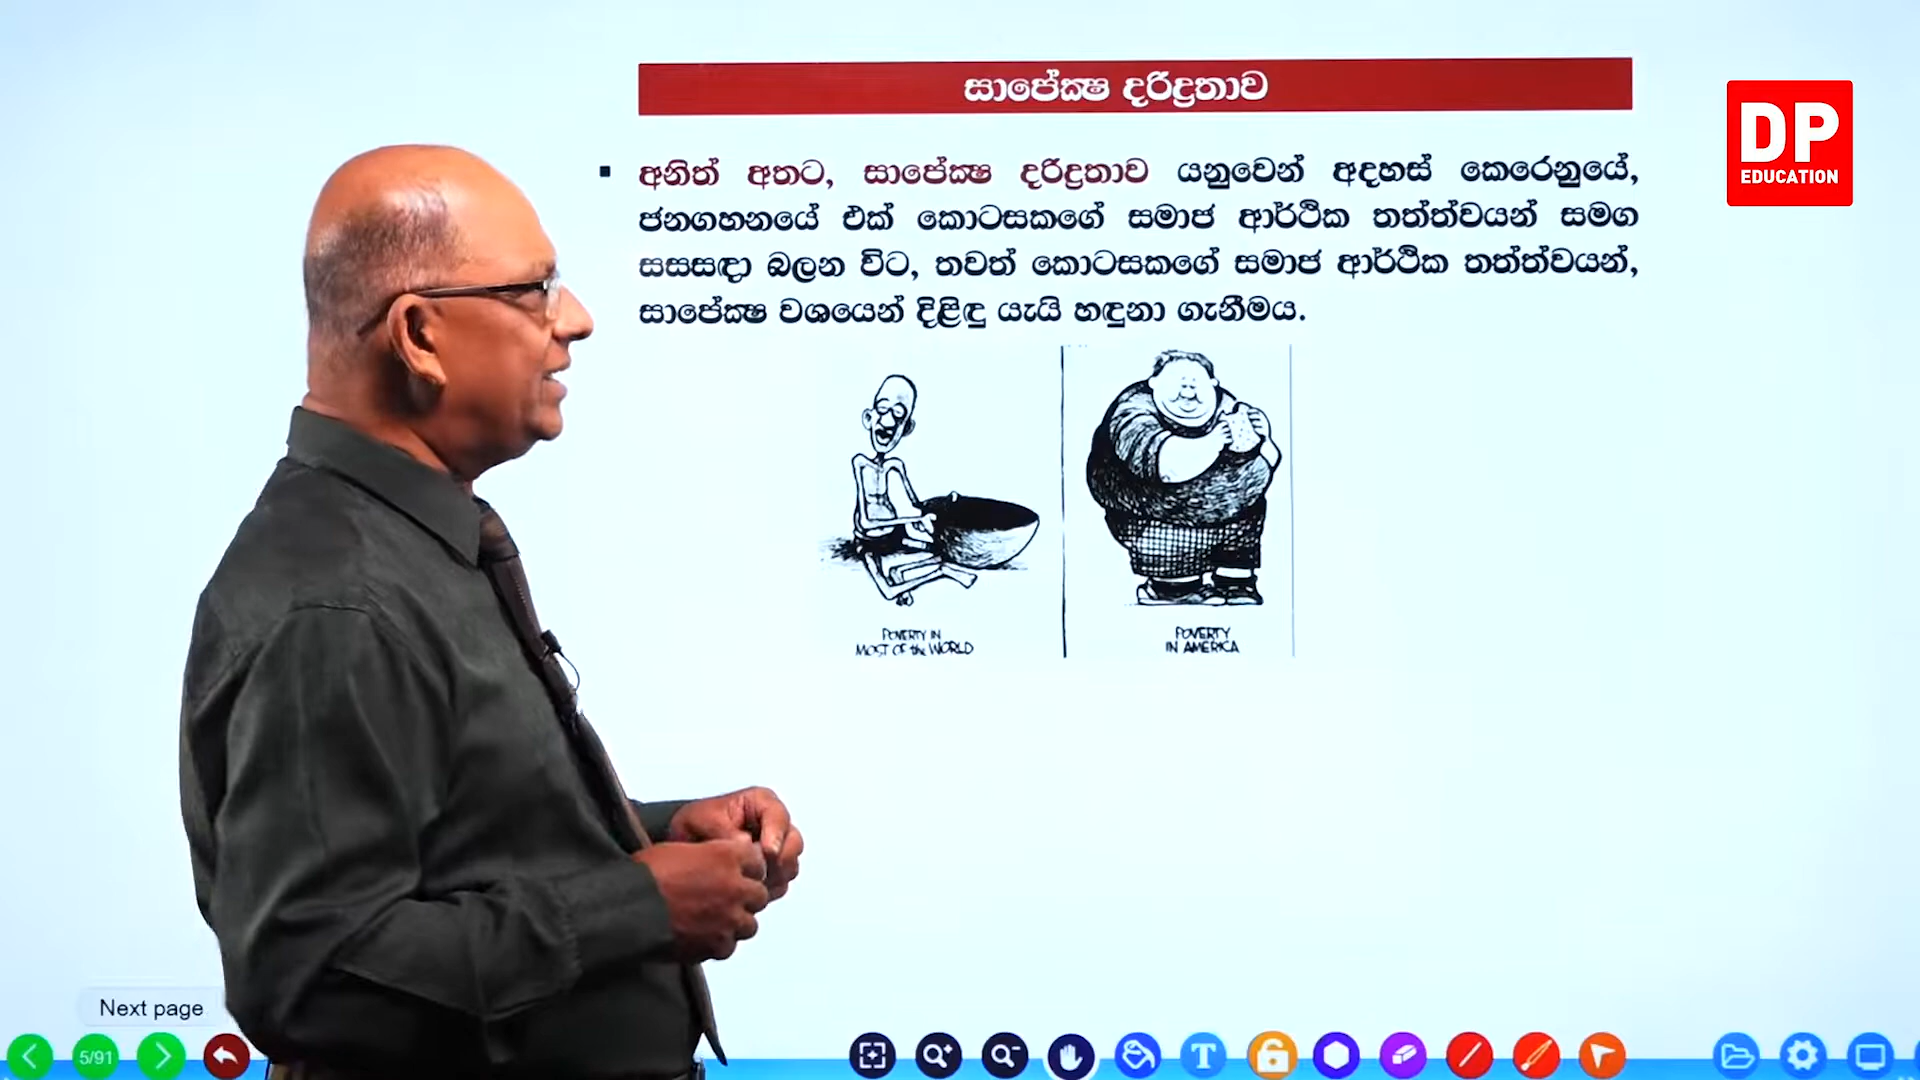 සාපේක්ෂ දරිද්‍රතාව
DP
EDUCATION
▪ අනිත් අතට, සාපේක්ෂ දරිද්‍රතාව යනුවෙන් අදහස් කෙරෙනුයේ,
ජනගහනයේ එක් කොටසකගේ සමාජ ආර්ථික තත්ත්වයන් සමග
සසඳා බලන විට, තවත් කොටසකගේ සමාජ ආර්ථික තත්ත්වයන්,
සාපේක්ෂ වශයෙන් දිළිඳු යැයි හඳුනා ගැනීමය.
POVERTY IN
MOST OF the WORLD
POVERTY
IN AMERICA
Next page
5/91
T